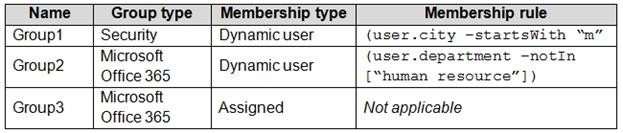 Name Group type Membership type Membership rule
Group1 Security Dynamic user (user.city –startsWith “m”
Group2 Microsoft Office 365 Dynamic user (user.department –notIn [“human resource”])
Group3 Microsoft Office 365 Assigned Not applicable